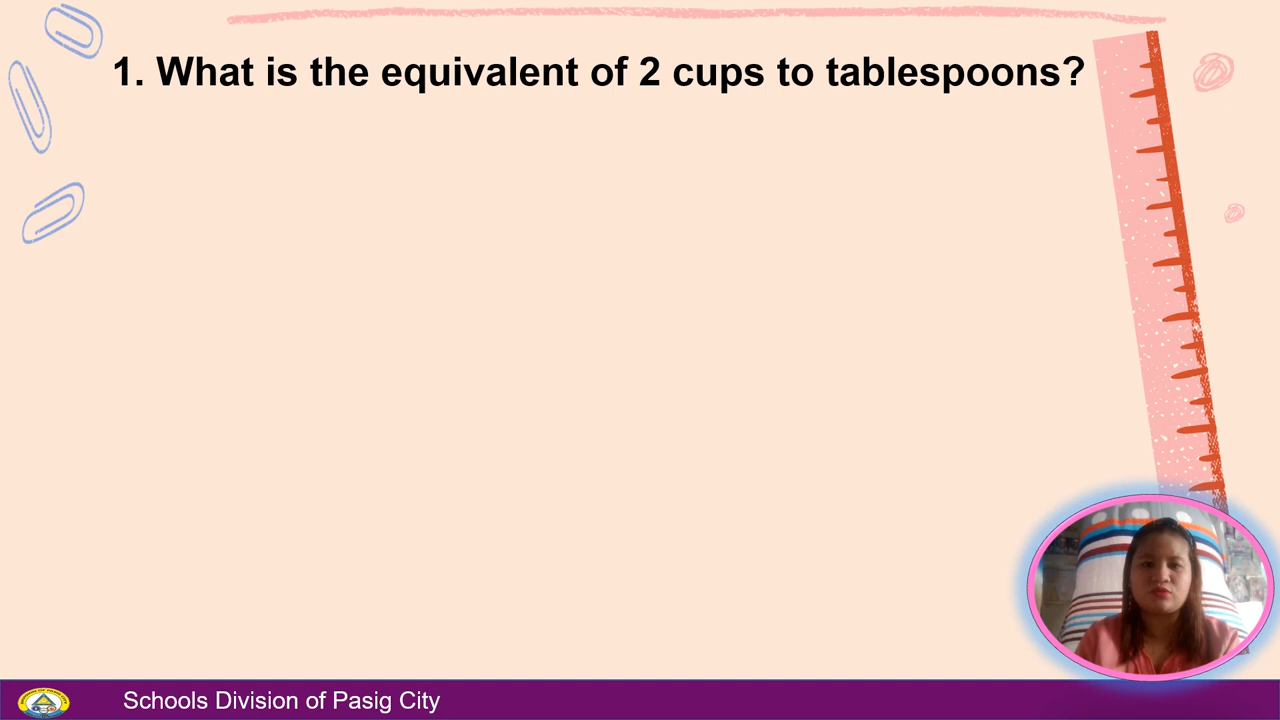 1. What is the equivalent of 2 cups to tablespoons?
Schools Division of Pasig City